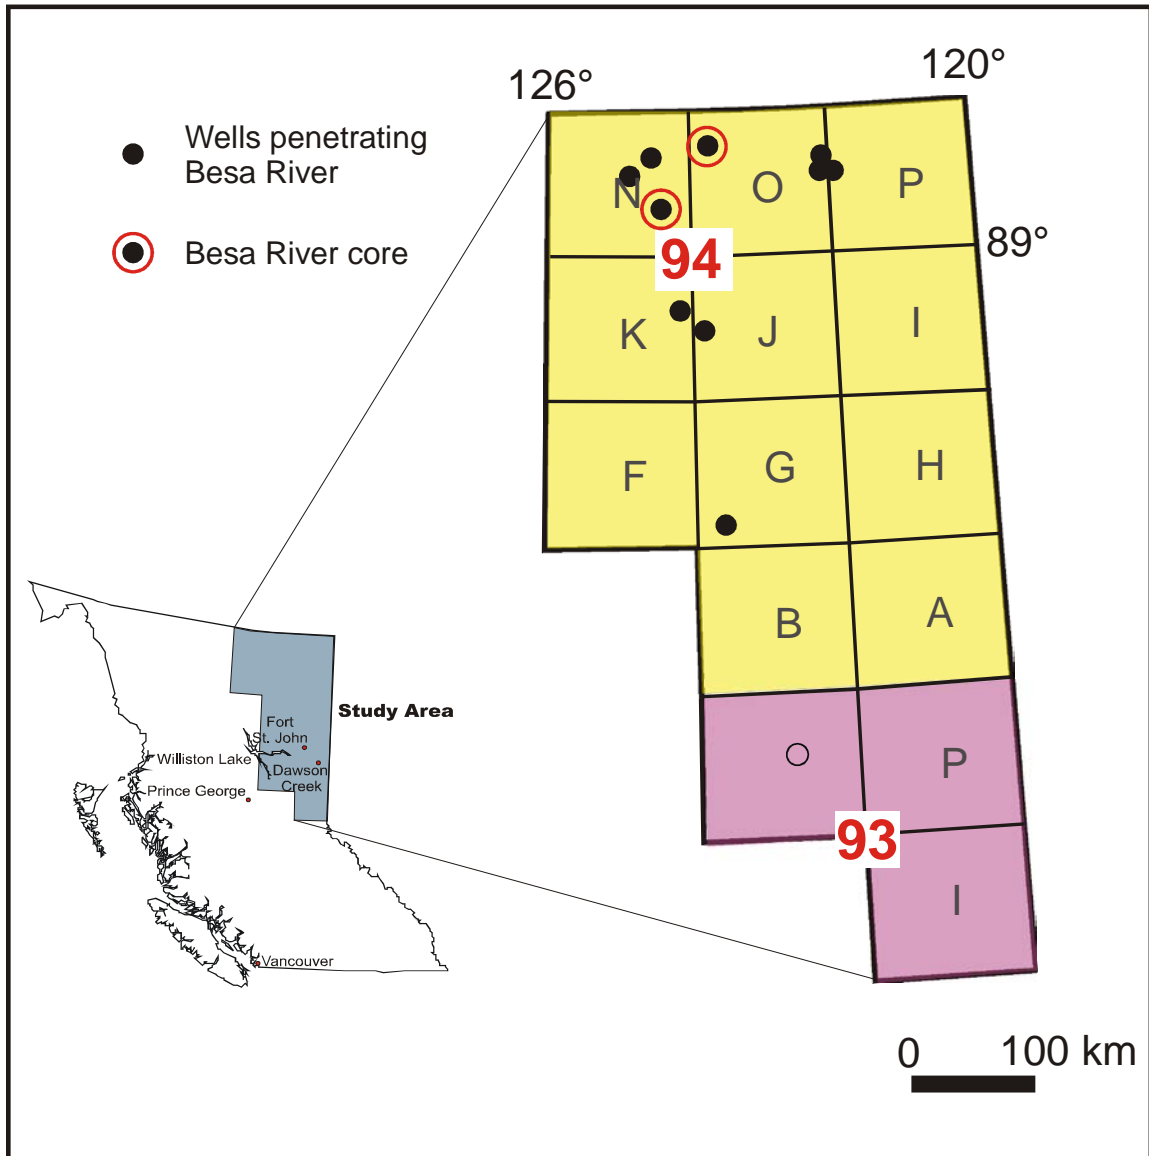 126°
120°
Wells penetrating
Besa River
Besa River core
N
O
P
89°
94
K
J
I
F
G
H
B
A
Study Area
Fort
St. John
Williston Lake
Dawson
Creek
Prince George
Vancouver
O
P
93
I
0
100 km